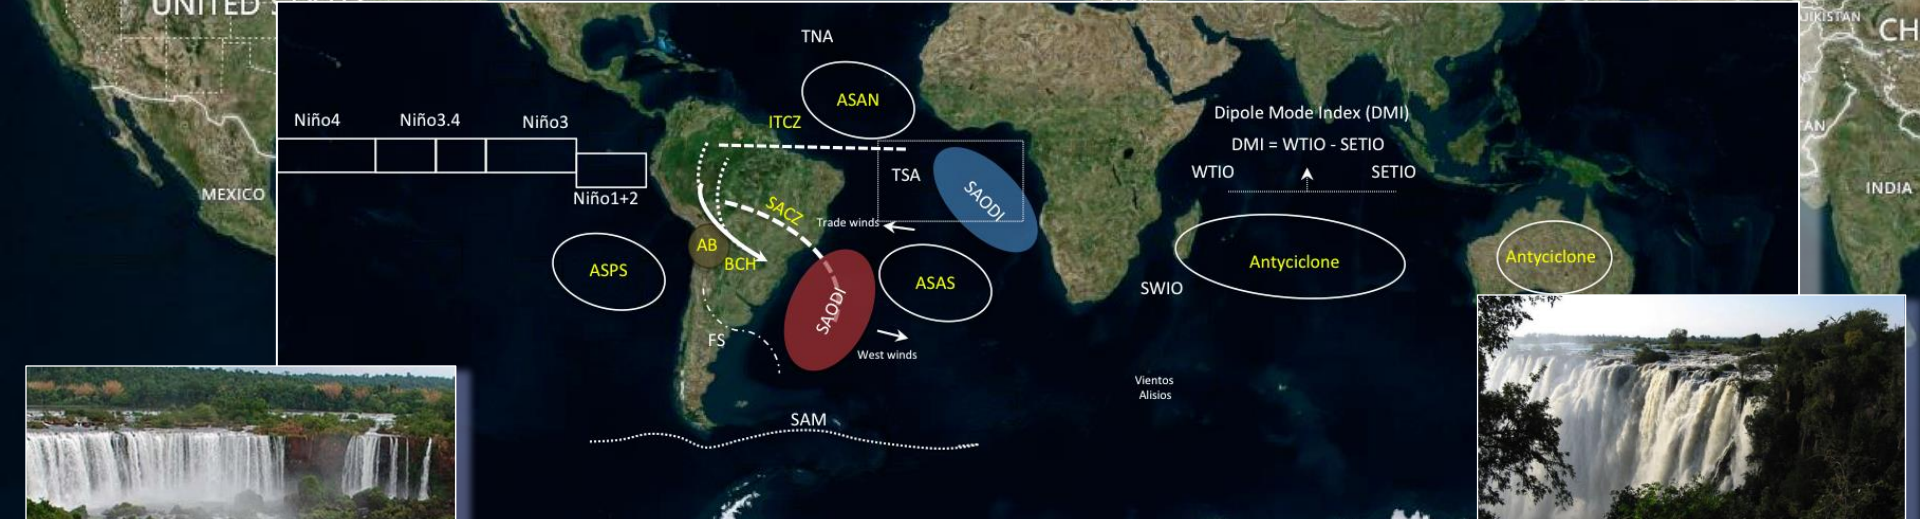 UNITED
MEXICO
CH
INDIA
TNA
ASAN
ITCZ
Niño4
Niño3.4
Niño3
Niño1+2
Dipole Mode Index (DMI)
DMI = WTIO - SETIO
WTIO
SETIO
TSA
SAODI
SACZ
Trade winds
AB
BCH
ASPS
ASAS
SAODI
Antyciclone
Antyciclone
SWIO
FS
West winds
Vientos
Alisios
SAM